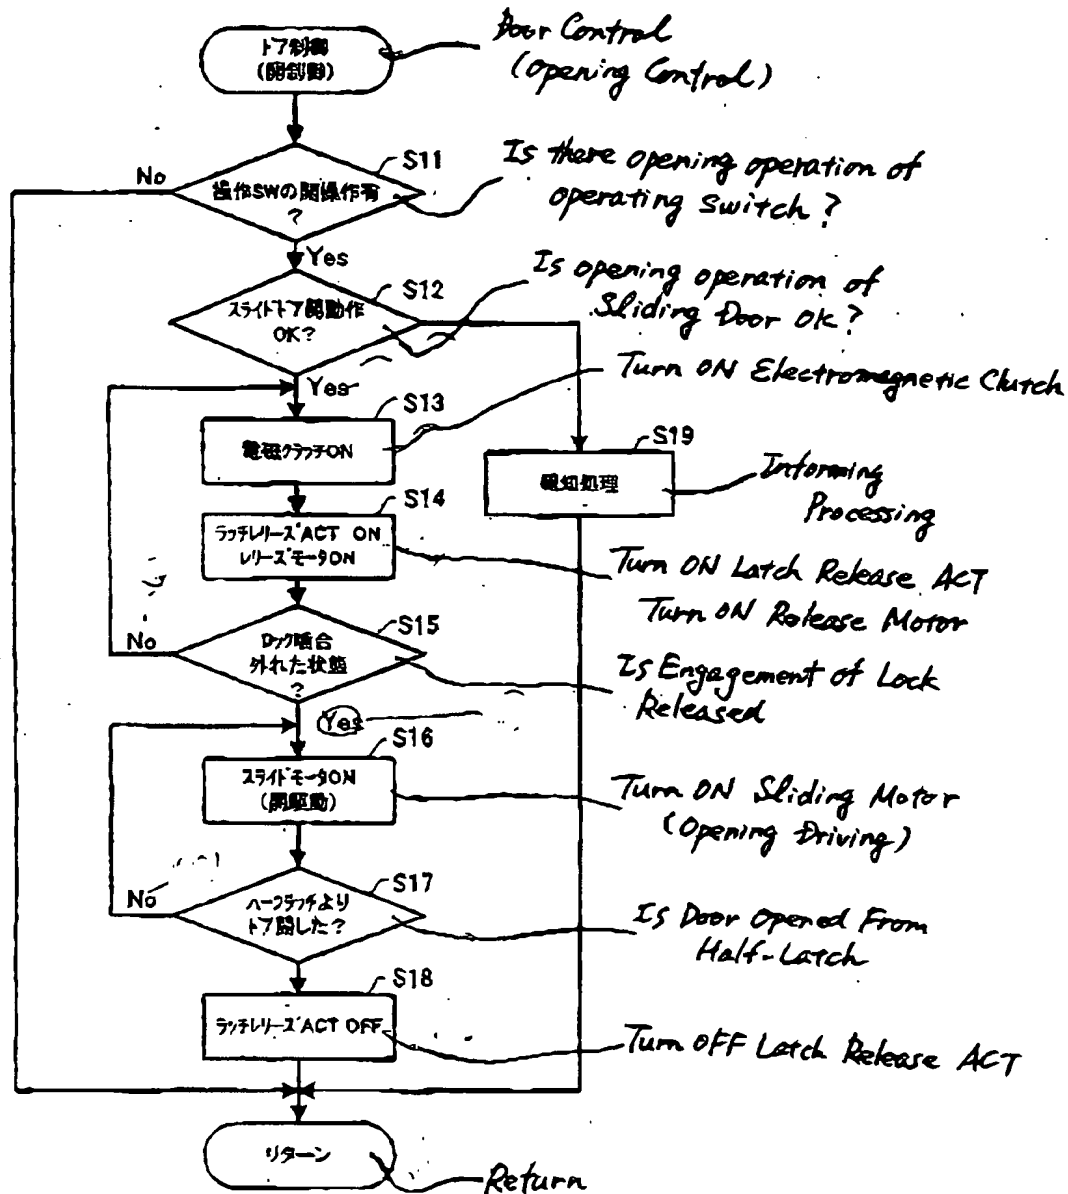 ドア制御
(開制御)
Door Control
(Opening Control)
S11
No
操作SWの開操作有
?
Is there opening operation of
operating Switch?
Yes
S12
スライドドア開動作
OK?
Is opening operation of
Sliding Door OK?
Yes
S13
電磁クラッチON
Turn ON Electromagnetic Clutch
S19
報知処理
Informing
Processing
S14
ラッチレリーズACT ON
レリーズモータON
Turn ON Latch Release ACT
Turn ON Release Motor
S15
No
ロック噛合
外れた状態
?
Is Engagement of Lock
Released
Yes
S16
スライドモータON
(開駆動)
Turn ON Sliding Motor
(Opening Driving)
S17
No
ハーフラッチより
ドア開した?
Is Door Opened From
Half-Latch
S18
ラッチレリーズACT OFF
Turn OFF Latch Release ACT
リターン
Return